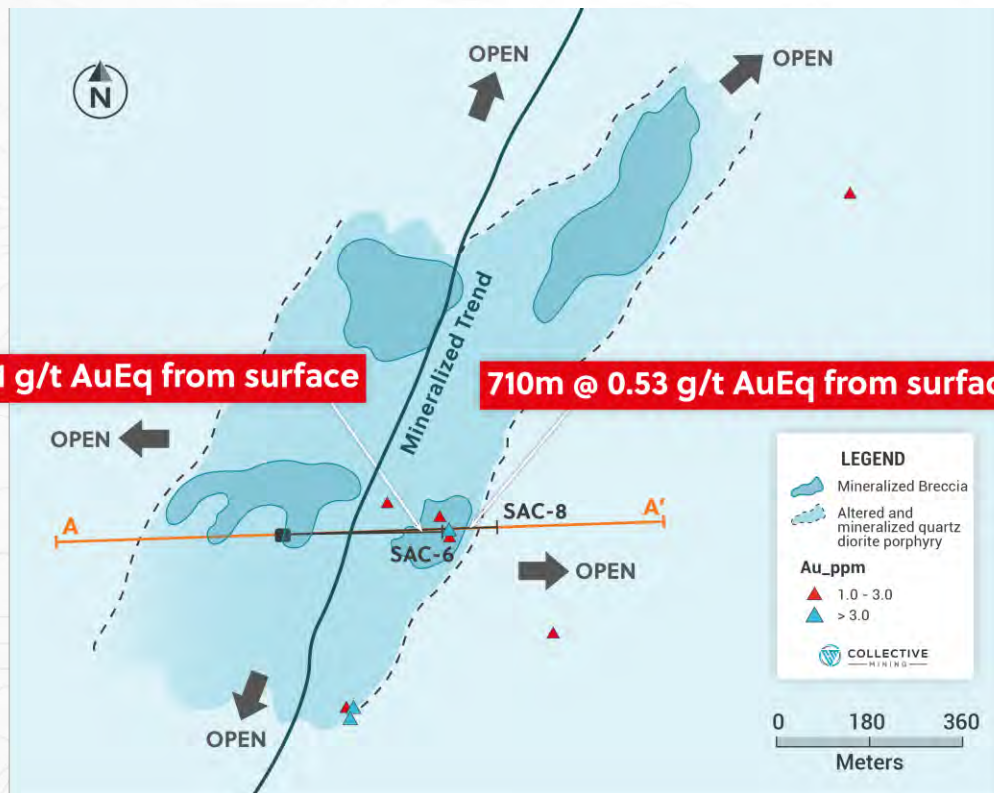 OPEN
OPEN
N
Mineralized Trend
g/t AuEq from surface
710m @ 0.53 g/t AuEq from surfac
OPEN
A
SAC-8
A'
SAC-6
OPEN
OPEN
LEGEND
Mineralized Breccia
Altered and
mineralized quartz
diorite porphyry
Au_ppm
1.0 - 3.0
> 3.0
COLLECTIVE
MINING
0 180 360
Meters